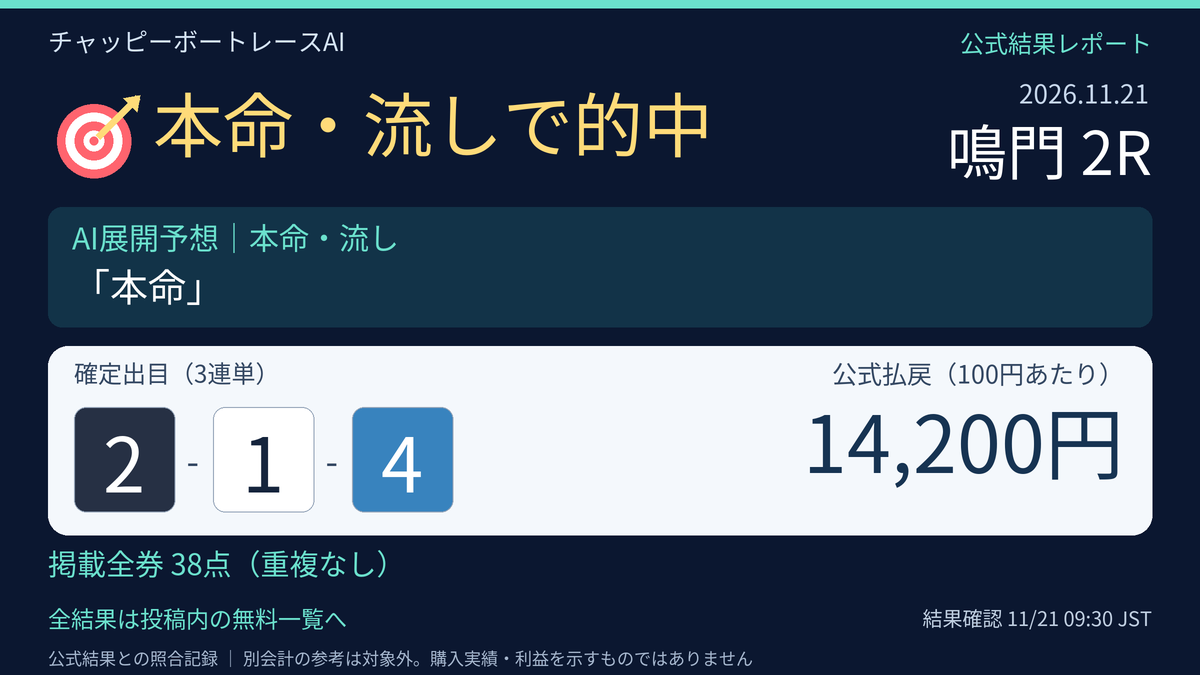 チャッピーボートレースAI
公式結果レポート
2026.11.21
本命・流しで的中
鳴門 2R
AI展開予想｜本命・流し
「本命」
確定出目（3連単）
公式払戻（100円あたり）
2 - 1 - 4
14,200円
掲載全券 38点（重複なし）
全結果は投稿内の無料一覧へ
結果確認 11/21 09:30 JST
公式結果との照合記録 ｜ 別会計の参考は対象外。購入実績・利益を示すものではありません